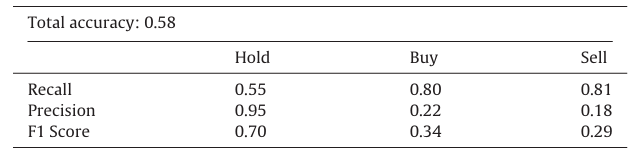 Total accuracy: 0.58
Hold Buy Sell
Recall 0.55 0.80 0.81
Precision 0.95 0.22 0.18
F1 Score 0.70 0.34 0.29